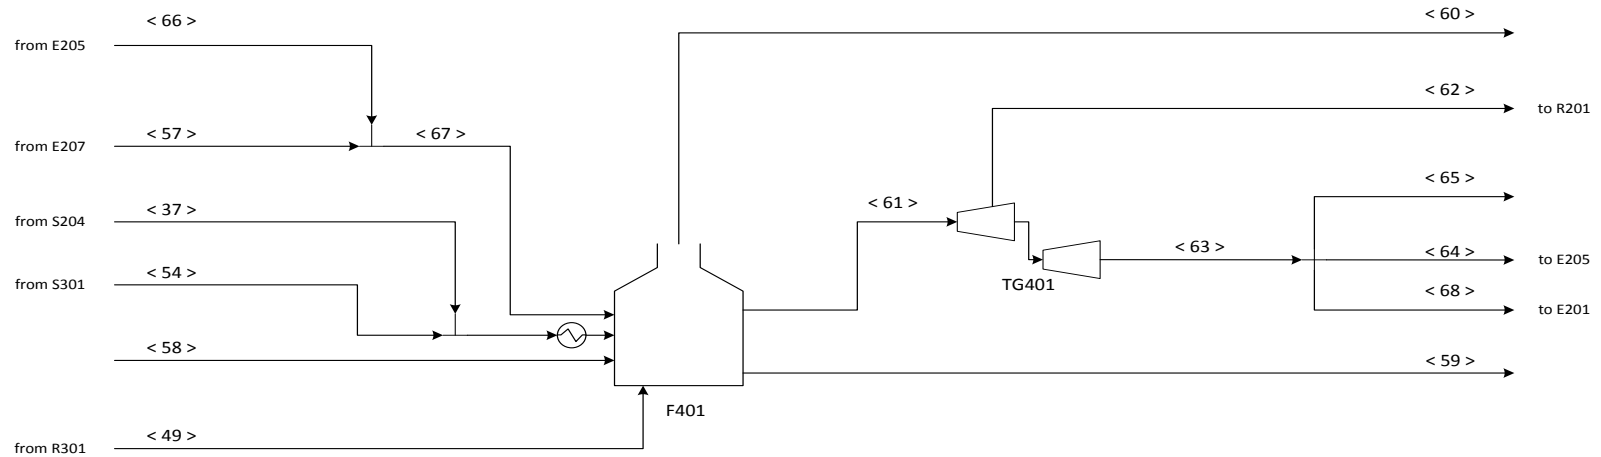 < 66 >
from E205
< 57 >
< 67 >
from E207
< 37 >
from S204
< 54 >
from S301
< 58 >
< 49 >
from R301
F401
< 61 >
TG401
< 63 >
< 60 >
< 62 >
to R201
< 65 >
< 64 >
to E205
< 68 >
to E201
< 59 >